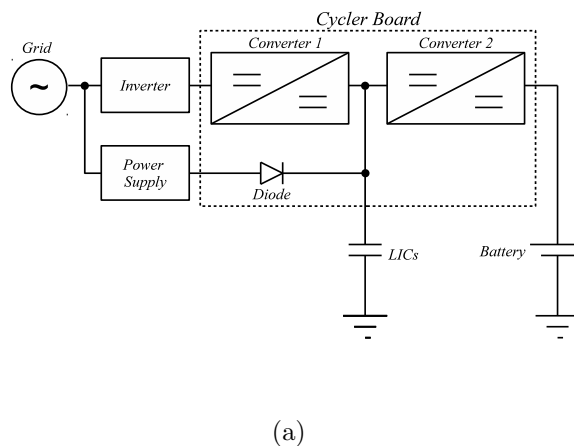 Cycler Board
Grid
Converter 1
Converter 2
~
Inverter
Power
Supply
Diode
LICs
Battery
(a)